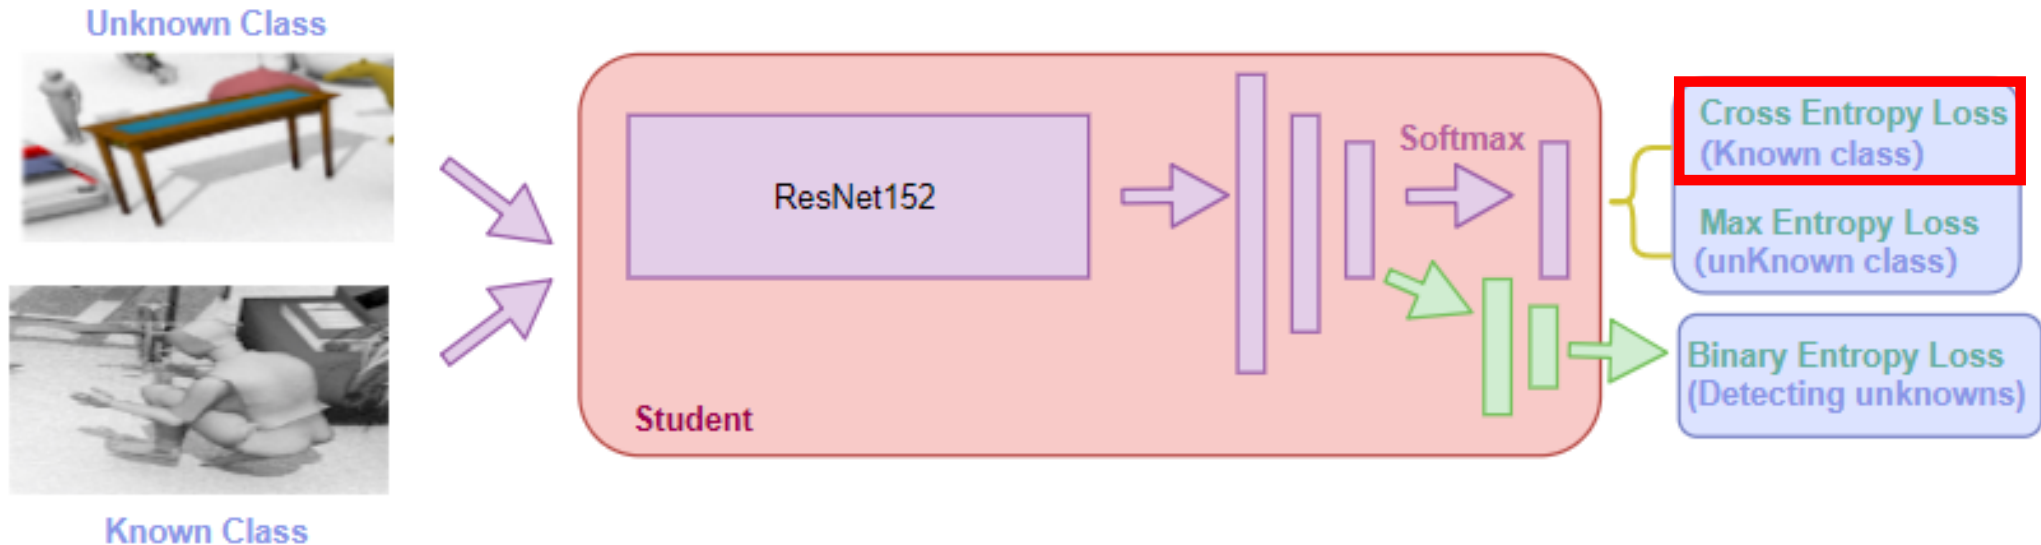 Unknown Class
Known Class
ResNet152
Student
Softmax
Cross Entropy Loss
(Known class)
Max Entropy Loss
(unKnown class)
Binary Entropy Loss
(Detecting unknowns)